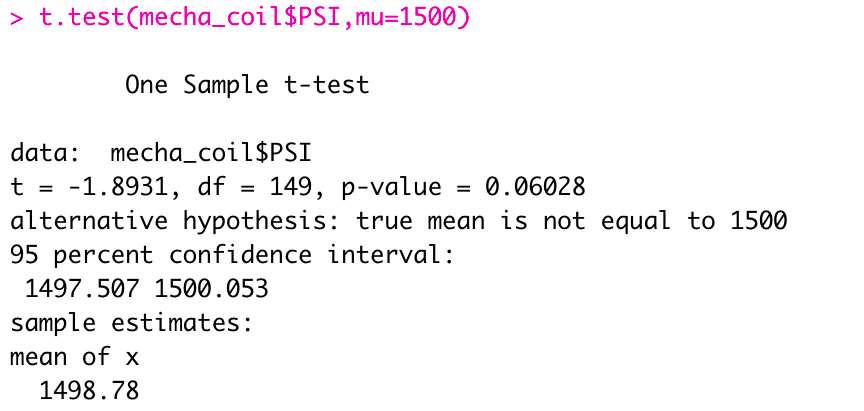 > t.test(mecha_coil$PSI,mu=1500)
One Sample t-test
data:  mecha_coil$PSI
t = -1.8931, df = 149, p-value = 0.06028
alternative hypothesis: true mean is not equal to 1500
95 percent confidence interval:
1497.507 1500.053
sample estimates:
mean of x
1498.78